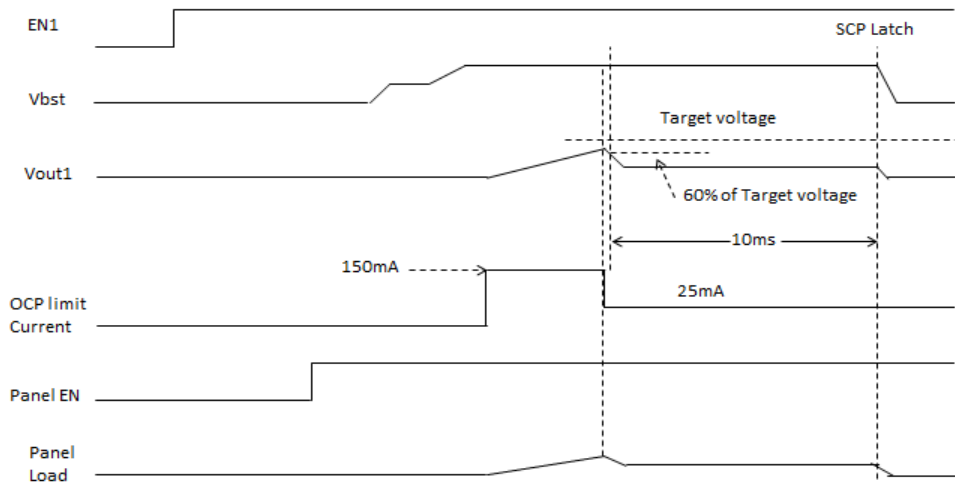 EN1
SCP Latch
Vbst
Target voltage
Vout1
60% of Target voltage
10ms
150mA
25mA
OCP limit
Current
Panel EN
Panel
Load